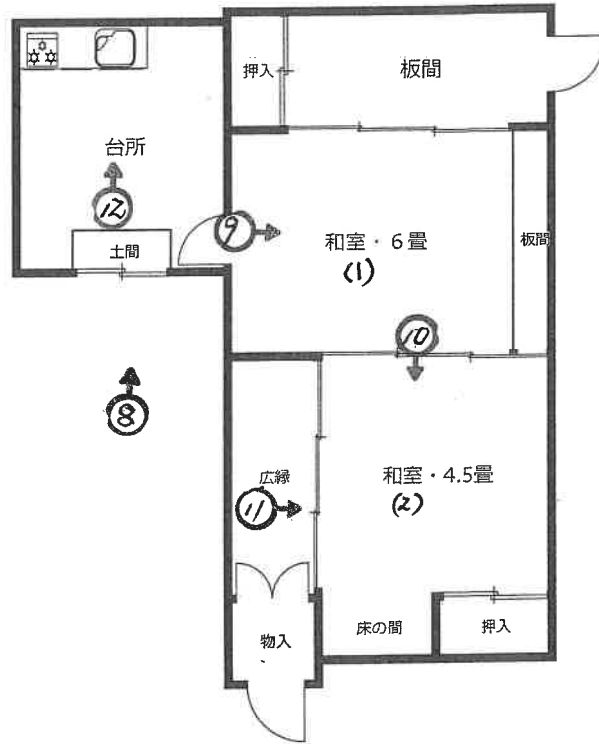 押入
板間
台所
⑫
土間
⑨
和室・6畳
(1)
板間
⑩
⑧
広縁
⑪
和室・4.5畳
(2)
物入
床の間
押入